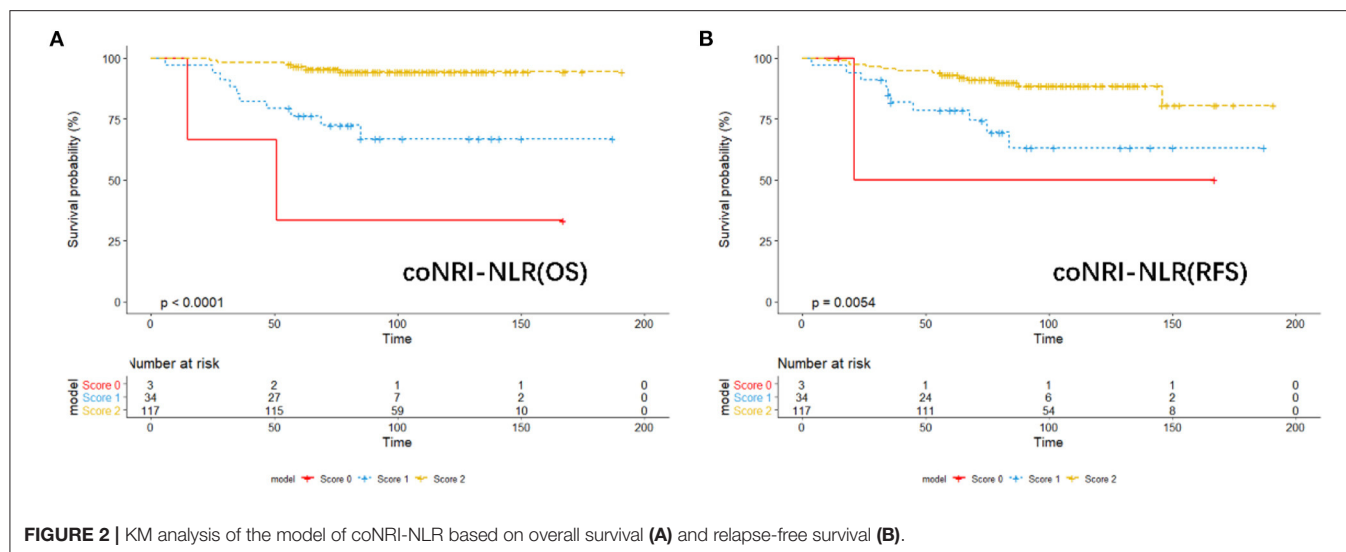 A
Survival probability (%)
100
75
50
25
0
coNRI-NLR(OS)
p < 0.0001
0 50 100 150 200
Time
Number at risk
model
Score 0 3 2 1 1 0
Score 1 34 27 7 2 0
Score 2 117 115 59 10 0
0 50 100 150 200
Time
model Score 0 Score 1 Score 2
B
Survival probability (%)
100
75
50
25
0
coNRI-NLR(RFS)
p = 0.0054
0 50 100 150 200
Time
Number at risk
model
Score 0 3 1 1 1 0
Score 1 34 24 6 2 0
Score 2 117 111 54 8 0
0 50 100 150 200
Time
model Score 0 Score 1 Score 2
FIGURE 2 | KM analysis of the model of coNRI-NLR based on overall survival (A) and relapse-free survival (B).